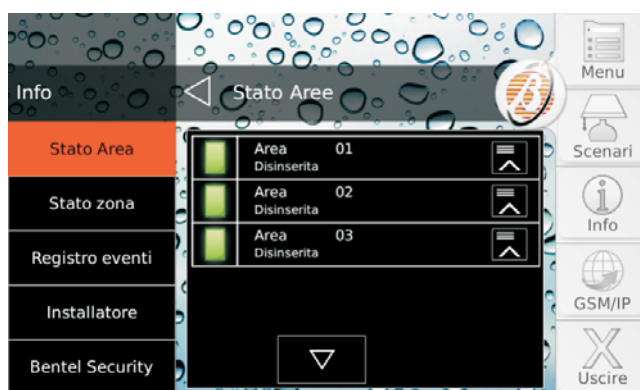 Info
Stato Aree
Stato Area
Stato zona
Registro eventi
Installatore
Bentel Security
Area 01
Disinserita
Area 02
Disinserita
Area 03
Disinserita
Menu
Scenari
Info
GSM/IP
Uscire